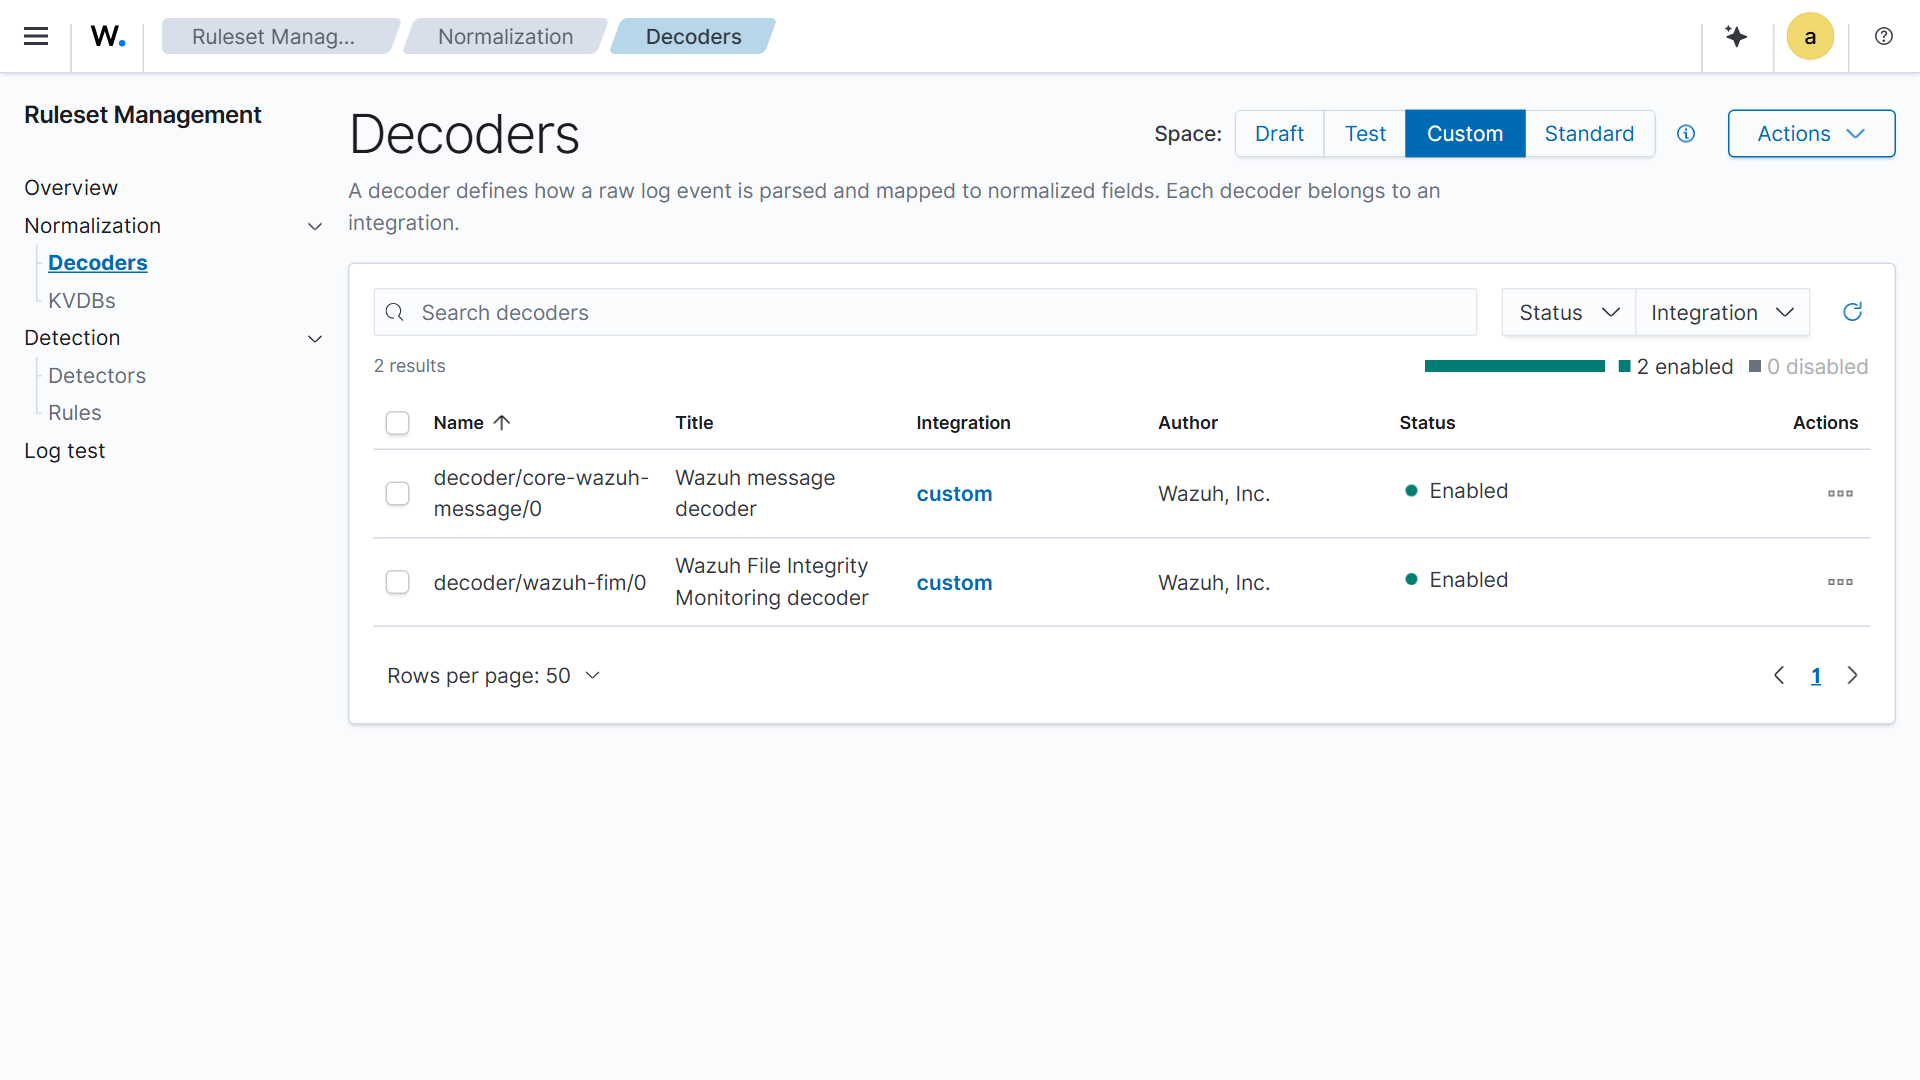 W.
Ruleset Manag...
Normalization
Decoders
a
Ruleset Management
Overview
Normalization
Decoders
KVDBs
Detection
Detectors
Rules
Log test
Decoders
Space:
Draft
Test
Custom
Standard
Actions
A decoder defines how a raw log event is parsed and mapped to normalized fields. Each decoder belongs to an
integration.
Search decoders
Status
Integration
2 results
2 enabled
0 disabled
Name
Title
Integration
Author
Status
Actions
decoder/core-wazuh-
message/0
Wazuh message
decoder
custom
Wazuh, Inc.
Enabled
decoder/wazuh-fim/0
Wazuh File Integrity
Monitoring decoder
custom
Wazuh, Inc.
Enabled
Rows per page: 50
1